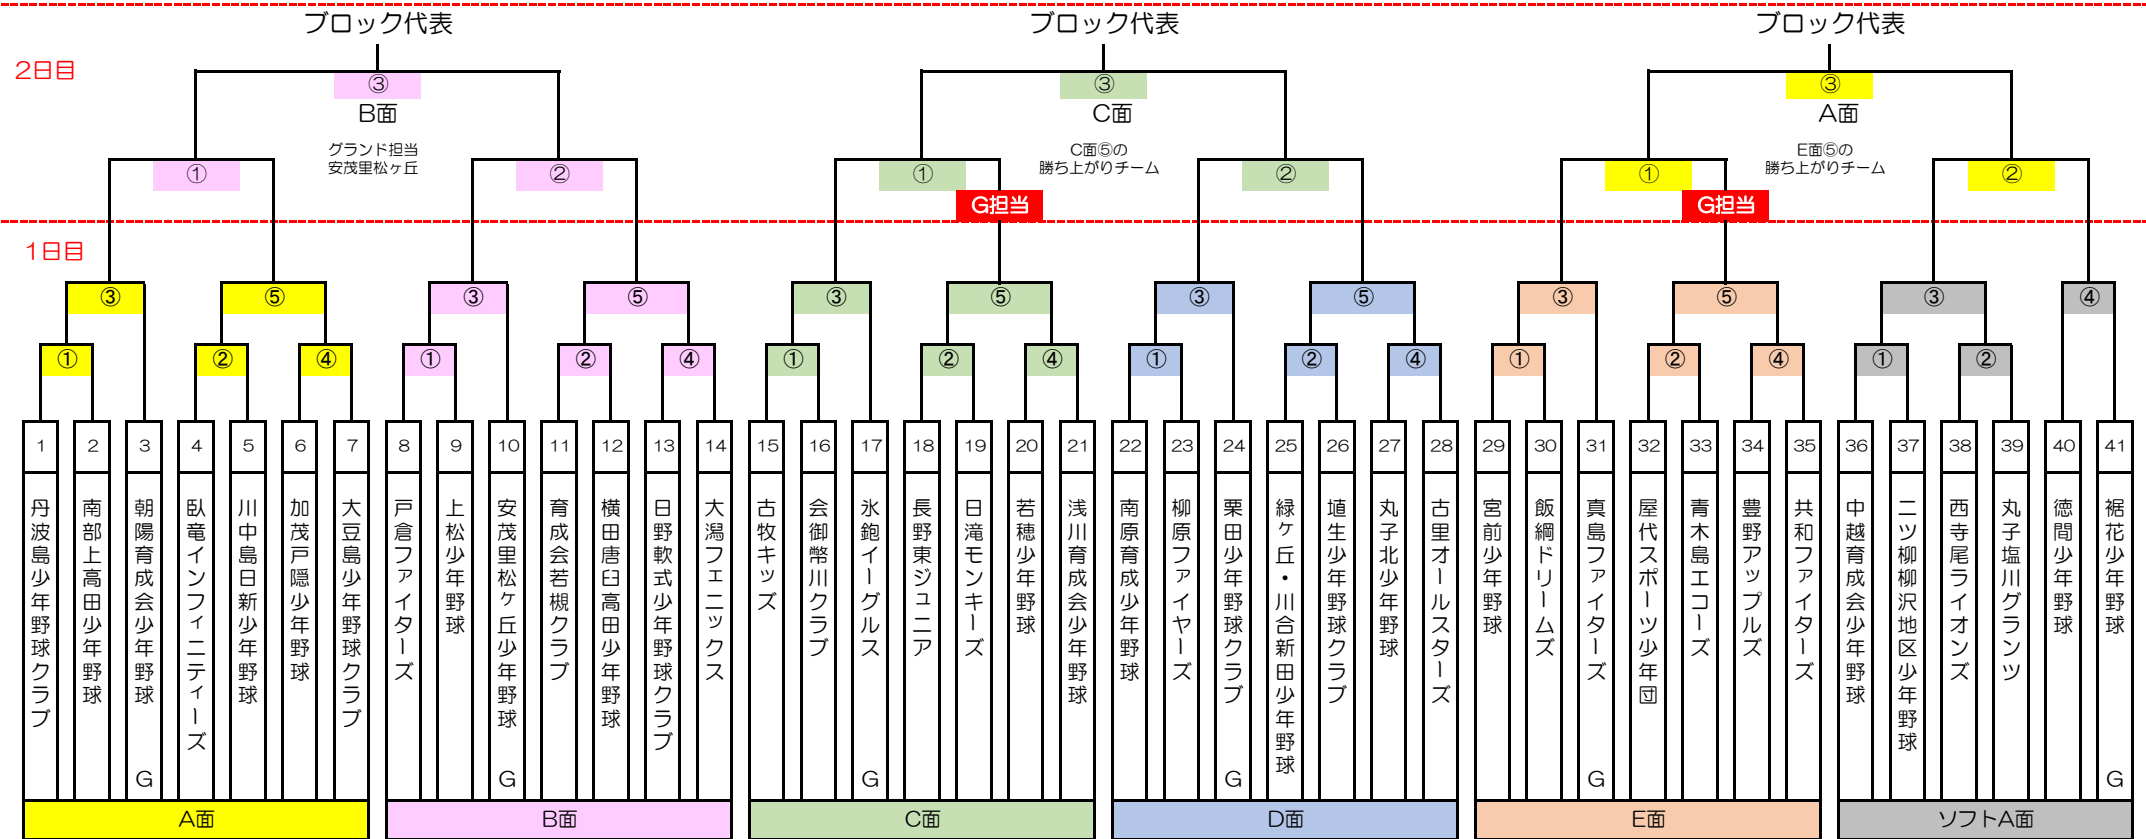 ブロック代表
ブロック代表
ブロック代表
2日目
③
③
③
B面
C面
A面
グランド担当
安茂里松ヶ丘
C面⑤の
勝ち上がりチーム
E面⑤の
勝ち上がりチーム
①
②
①
②
①
②
G担当
G担当
1日目
③
⑤
③
⑤
③
⑤
③
⑤
③
⑤
③
④
①
②
④
①
②
④
①
②
④
①
②
④
①
②
④
①
②
1
2
3
4
5
6
7
8
9
10
11
12
13
14
15
16
17
18
19
20
21
22
23
24
25
26
27
28
29
30
31
32
33
34
35
36
37
38
39
40
41
丹波島少年野球クラブ
南部上高田少年野球
朝陽育成会少年野球 G
臥竜インフィニティーズ
川中島日新少年野球
加茂戸隠少年野球
大豆島少年野球クラブ
戸倉ファイターズ
上松少年野球
安茂里松ヶ丘少年野球 G
育成会若槻クラブ
横田唐臼高田少年野球
日野軟式少年野球クラブ
大潟フェニックス
古牧キッズ
会御幣川クラブ
氷鉋イーグルス G
長野東ジュニア
日滝モンキーズ
若穂少年野球
浅川育成会少年野球
南原育成少年野球
柳原ファイヤーズ
栗田少年野球クラブ G
緑ヶ丘・川合新田少年野球
埴生少年野球クラブ
丸子北少年野球
古里オールスターズ
宮前少年野球
飯綱ドリームズ
真島ファイターズ G
屋代スポーツ少年団
青木島エコーズ
豊野アップルズ
共和ファイターズ
中越育成会少年野球
二ツ柳柳沢地区少年野球
西寺尾ライオンズ
丸子塩川グランツ
徳間少年野球
裾花少年野球 G
A面
B面
C面
D面
E面
ソフトA面